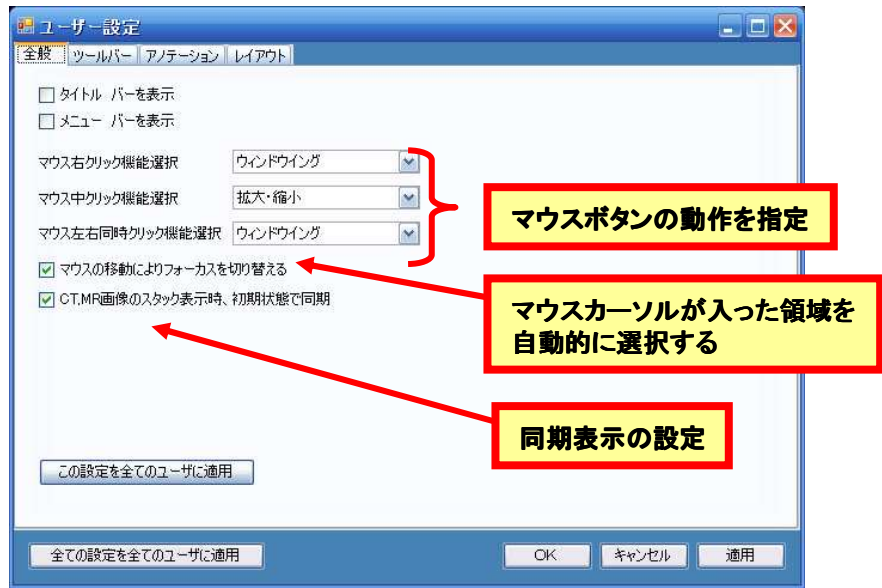 ユーザー設定
全般 ツールバー アノテーション レイアウト
タイトル バーを表示
メニュー バーを表示
マウス右クリック機能選択 ウィンドウイング
マウス中クリック機能選択 拡大・縮小
マウス左右同時クリック機能選択 ウィンドウイング
マウスボタンの動作を指定
マウスの移動によりフォーカスを切り替える
CT,MR画像のスタック表示時、初期状態で同期
マウスカーソルが入った領域を
自動的に選択する
同期表示の設定
この設定を全てのユーザに適用
全ての設定を全てのユーザに適用 OK キャンセル 適用